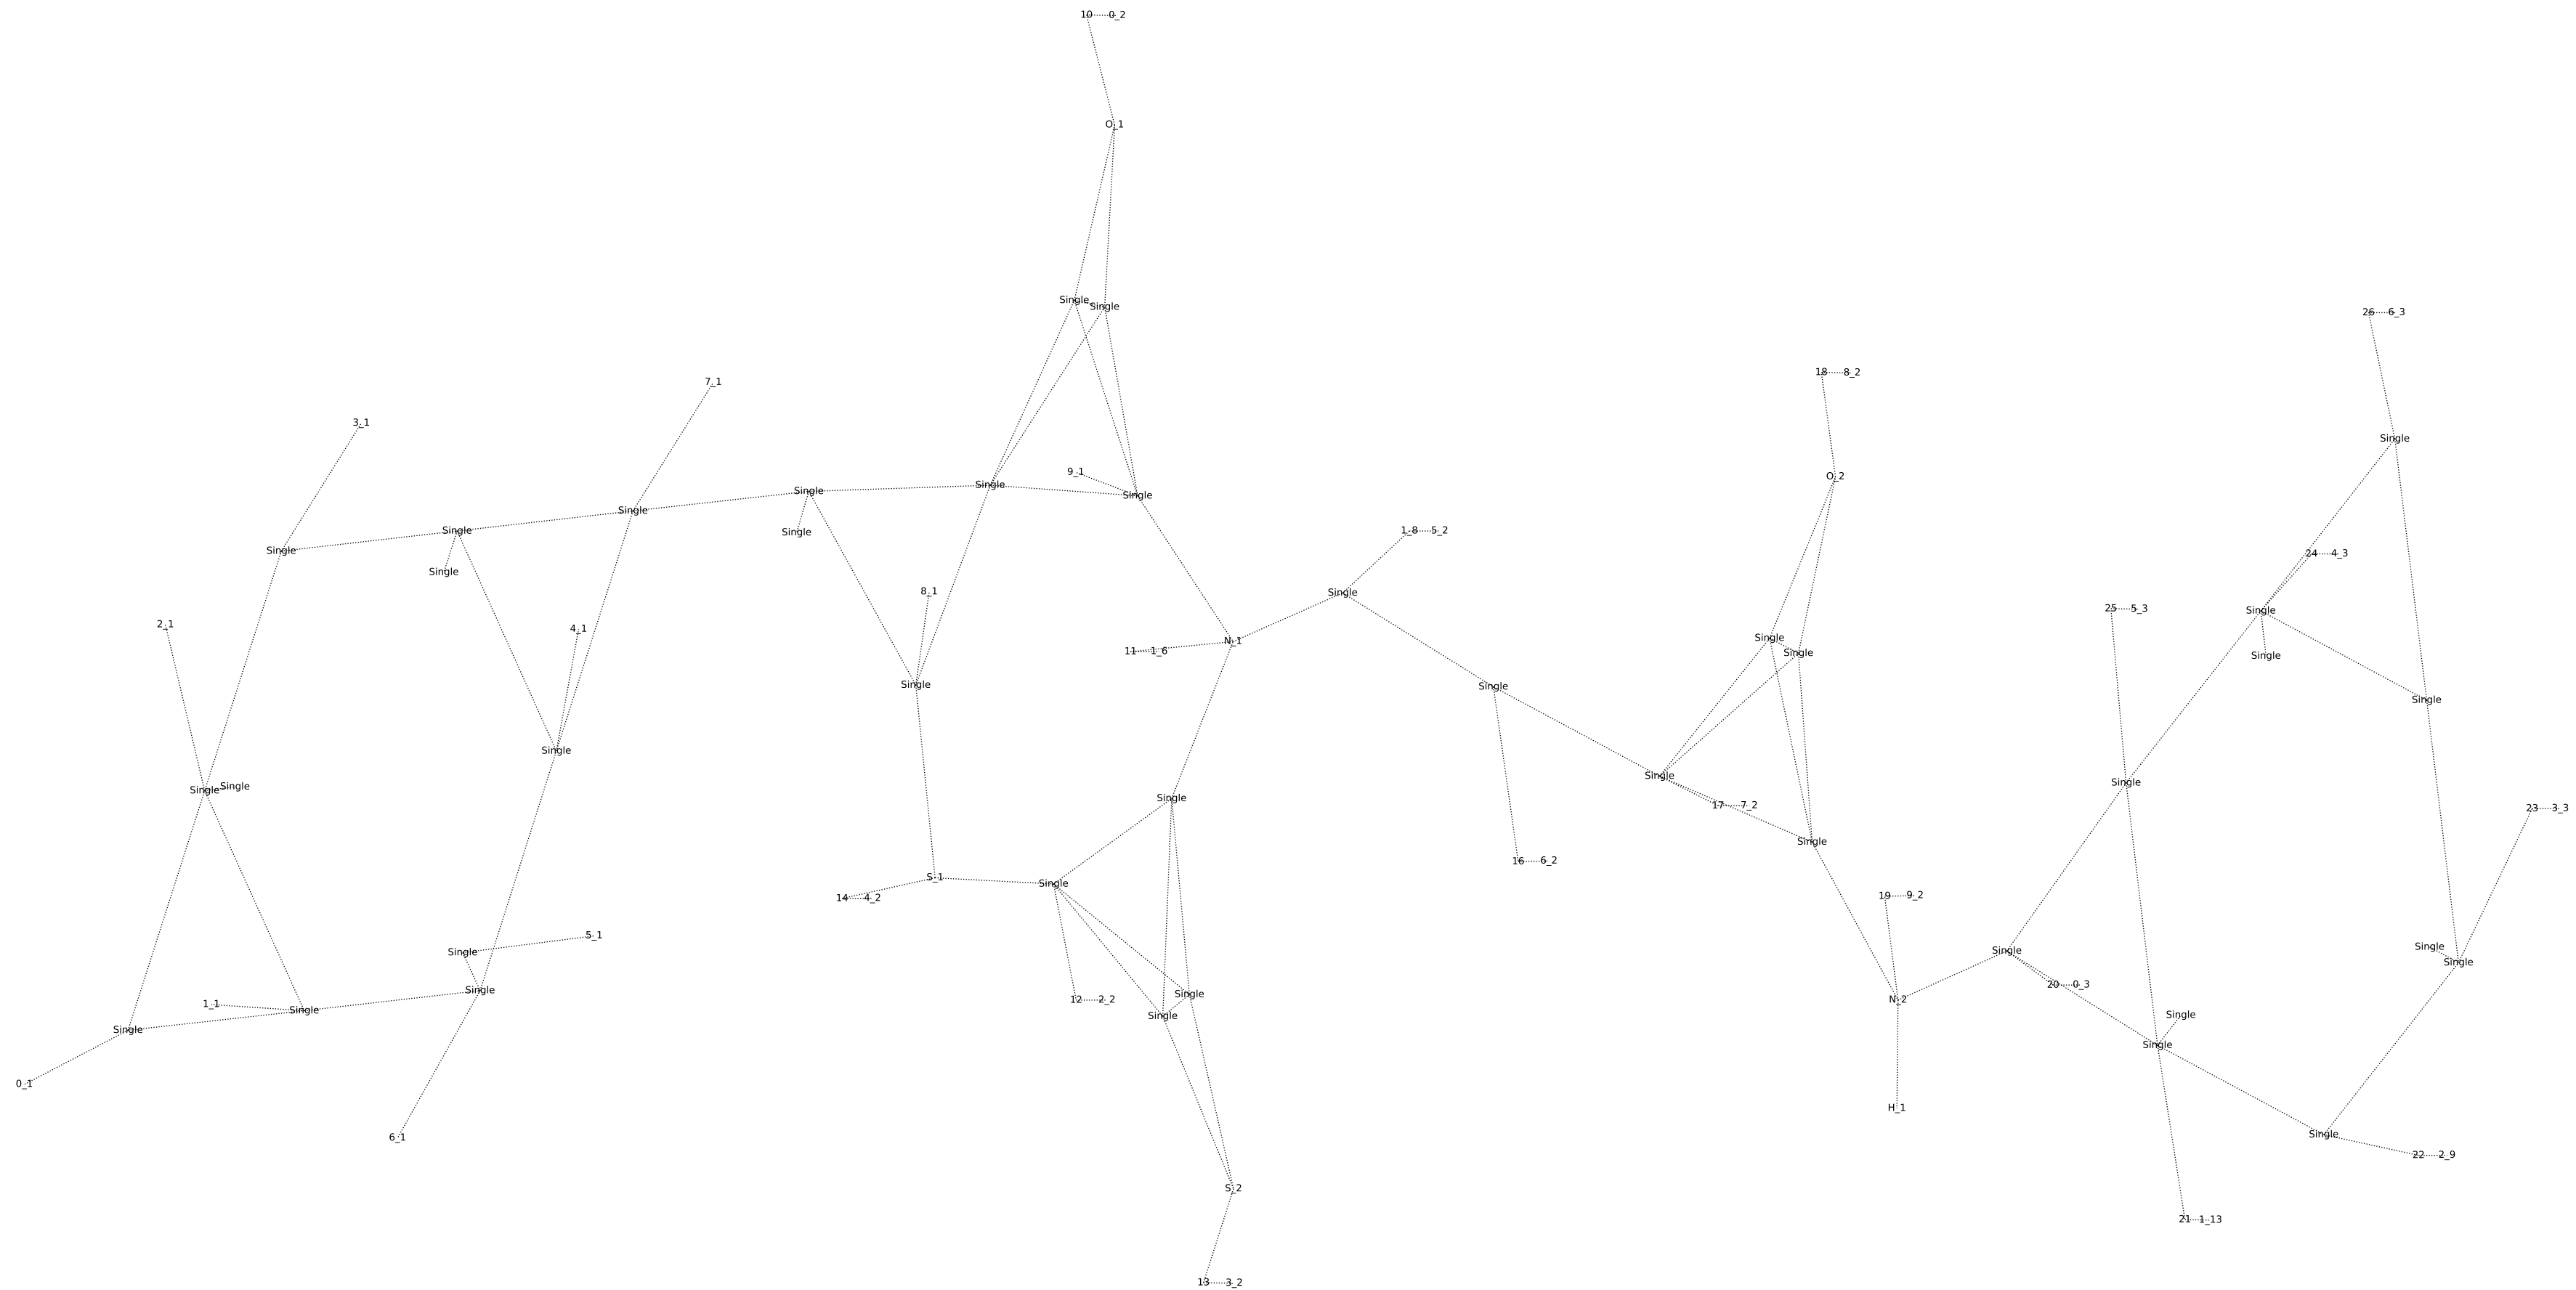 10 0_2
O_1
Single
Single
26 6_3
18 8_2
7_1
3_1
Single
9_1
O_2
Single
Single
Single
Single
Single
1_8 5_2
Single
Single
Single
24 4_3
Single
8_1
Single
25 5_3
Single
2_1
4_1
Single
N_1
11 1_6
Single
Single
Single
Single
Single
Single
Single
Single
Single
Single
Single
Single
17 7_2
23 3_3
Single
16 6_2
S_1
Single
19 9_2
14 4_2
5_1
Single
Single
Single
Single
20 0_3
Single
Single
12 2_2
N_2
1_1
Single
Single
Single
Single
Single
0_1
H_1
Single
6_1
22 2_9
S_2
21 1_13
13 3_2